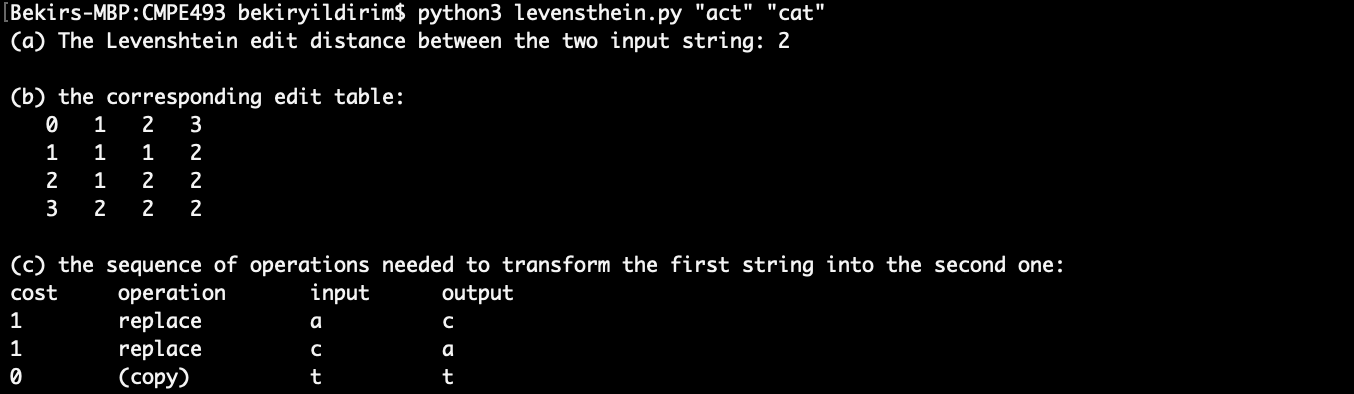 [Bekirs-MBP:CMPE493 bekiryildirim$ python3 levensthein.py "act" "cat"
(a) The Levenshtein edit distance between the two input string: 2
(b) the corresponding edit table:
0 1 2 3
1 1 1 2
2 1 2 2
3 2 2 2
(c) the sequence of operations needed to transform the first string into the second one:
cost operation input output
1 replace a c
1 replace c a
0 (copy) t t